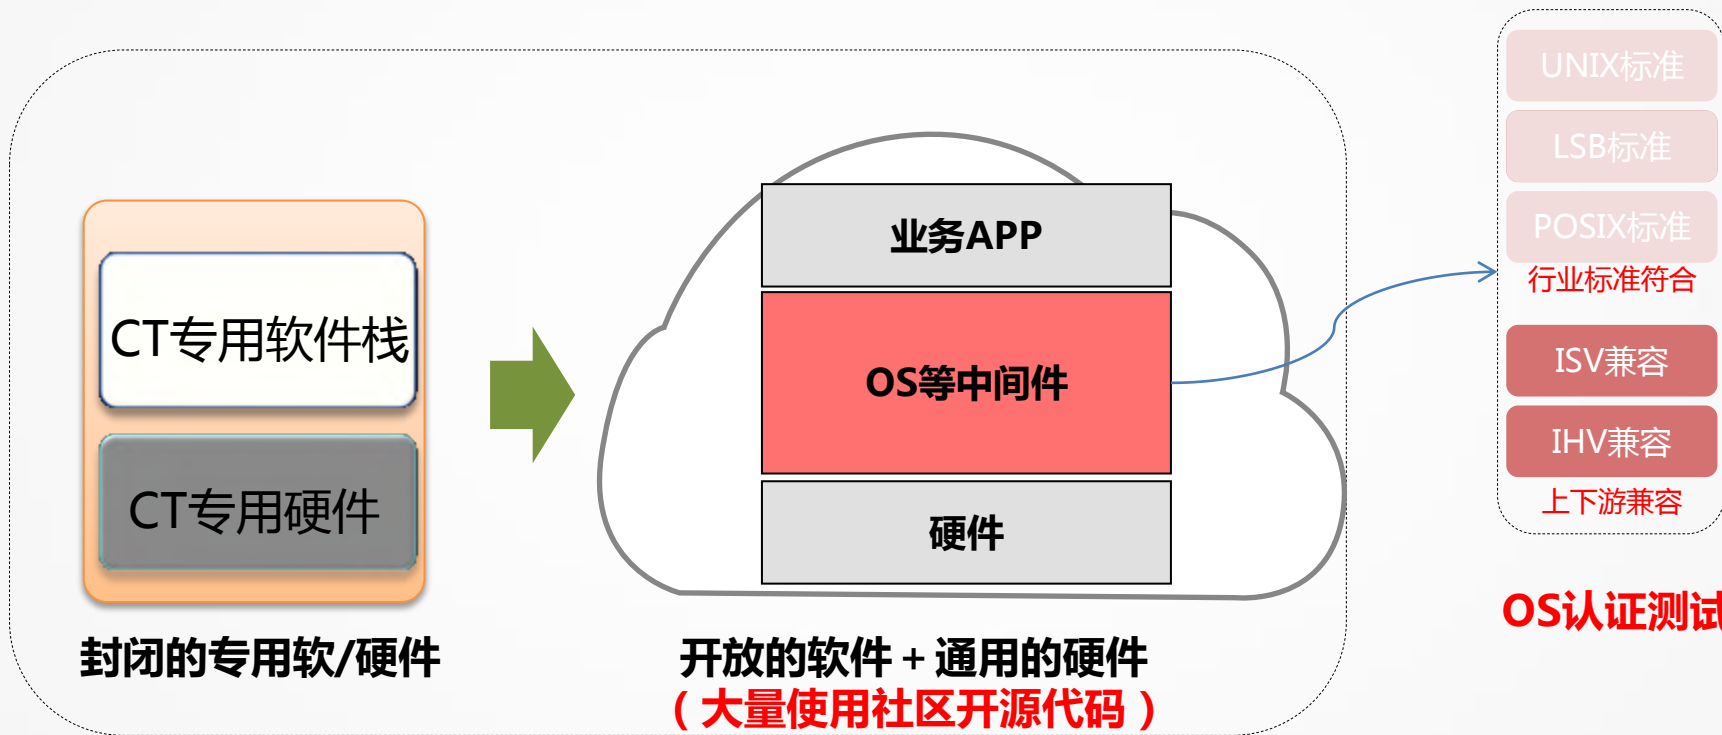 CT专用软件栈
CT专用硬件
封闭的专用软/硬件
业务APP
OS等中间件
硬件
开放的软件+通用的硬件
（大量使用社区开源代码）
UNIX标准
LSB标准
POSIX标准
行业标准符合
ISV兼容
IHV兼容
上下游兼容
OS认证测试